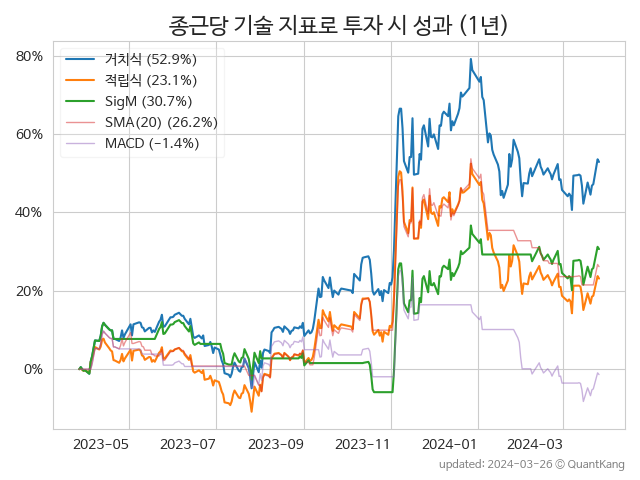 종근당 기술 지표로 투자 시 성과 (1년)
거치식 (52.9%)
적립식 (23.1%)
SigM (30.7%)
SMA(20) (26.2%)
MACD (−1.4%)
80%
60%
40%
20%
0%
2023-05 2023-07 2023-09 2023-11 2024-01 2024-03
updated: 2024-03-26 © QuantKang